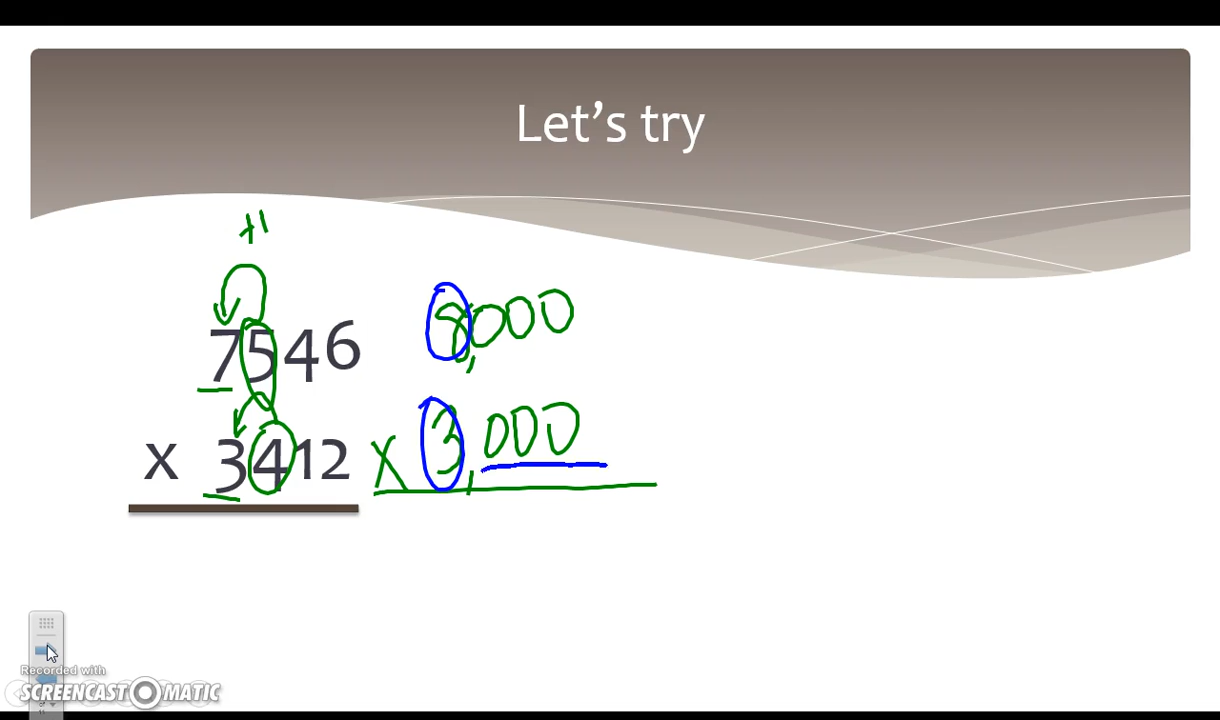 Let's try
+1
7546 8,000
x 3412 x 3,000
Recorded with
SCREENCAST MATIC